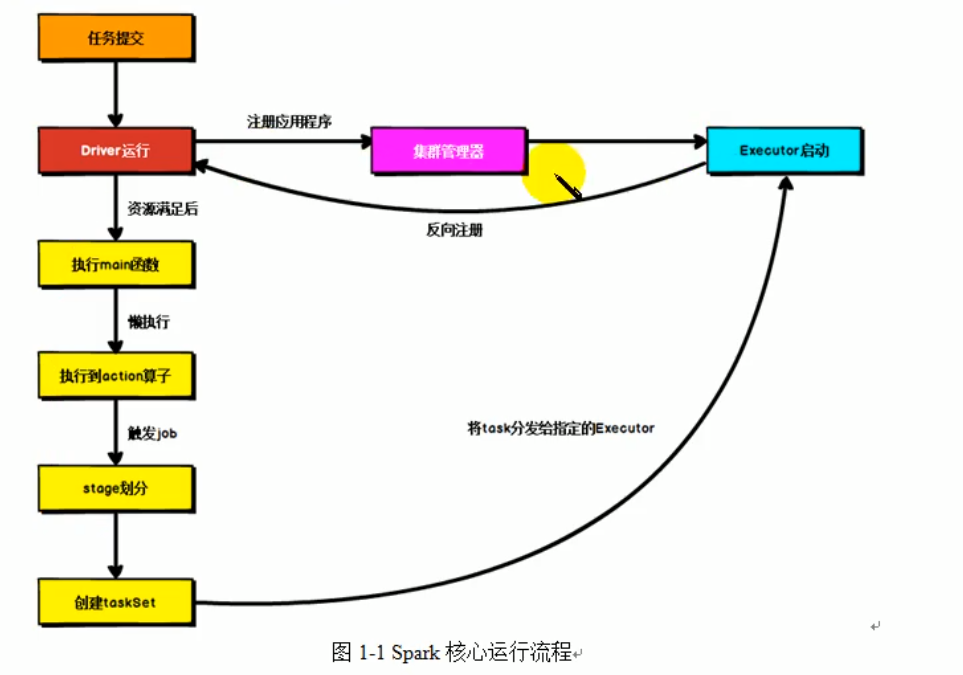 任务提交
注册应用程序
Driver运行
集群管理器
Executor启动
资源满足后
反向注册
执行main函数
懒执行
执行到action算子
触发job
将task分发给指定的Executor
stage划分
创建taskSet
图 1-1 Spark 核心运行流程